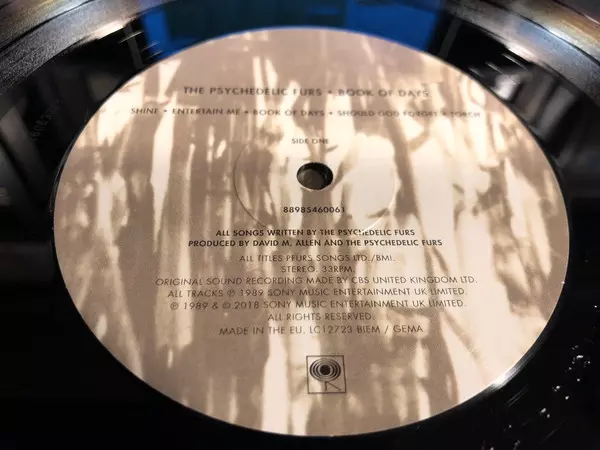 THE PSYCHEDELIC FURS • BOOK OF DAYS
SHINE • ENTERTAIN ME • BOOK OF DAYS • SHOULD GOD FORGET • TORCH
SIDE ONE
88985460061
ALL SONGS WRITTEN BY THE PSYCHEDELIC FURS
PRODUCED BY DAVID M. ALLEN AND THE PSYCHEDELIC FURS
ALL TITLES PFURS SONGS LTD./BMI.
STEREO. 33RPM.
ORIGINAL SOUND RECORDING MADE BY CBS UNITED KINGDOM LTD.
ALL TRACKS ℗ 1989 SONY MUSIC ENTERTAINMENT UK LIMITED.
℗ 1989 & © 2018 SONY MUSIC ENTERTAINMENT UK LIMITED.
ALL RIGHTS RESERVED.
MADE IN THE EU. LC12723 BIEM / GEMA